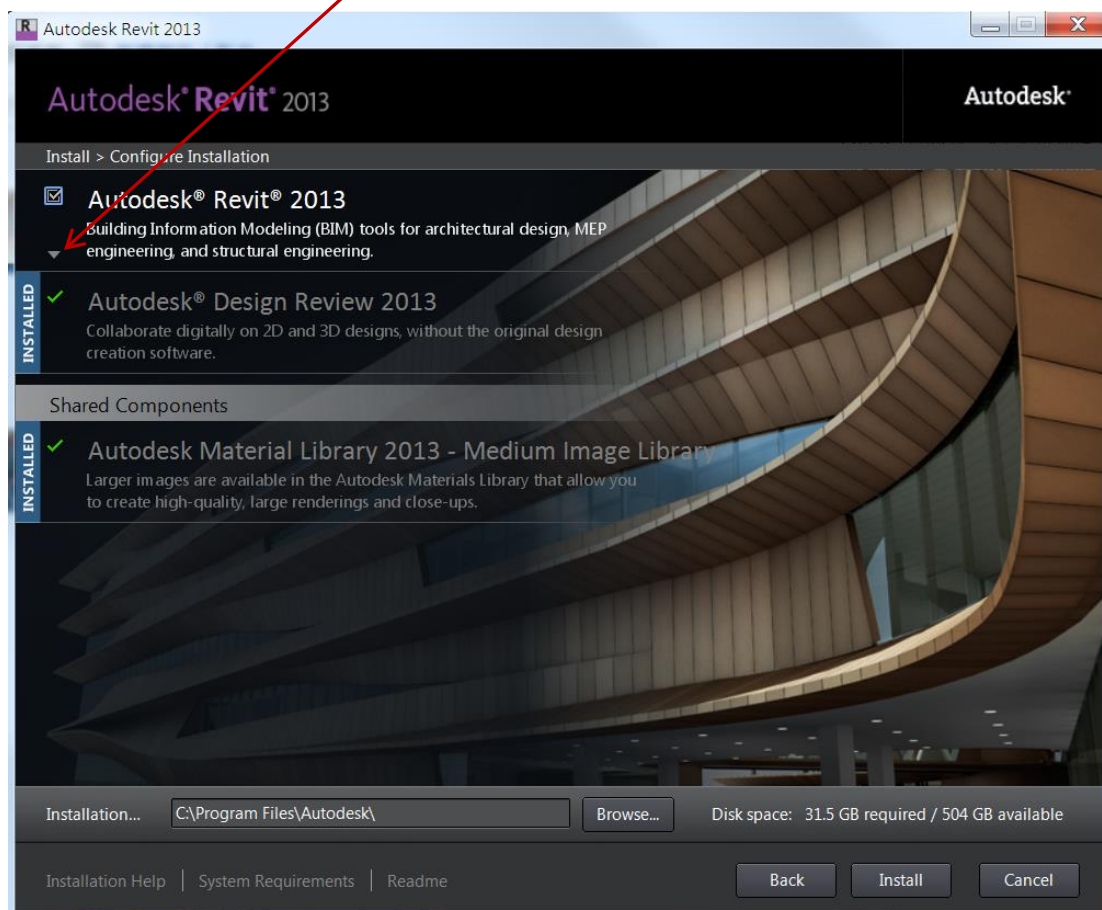 R Autodesk Revit 2013
Autodesk® Revit® 2013
Autodesk®
Install > Configure Installation
Autodesk® Revit® 2013
Building Information Modeling (BIM) tools for architectural design, MEP
engineering, and structural engineering.
INSTALLED
Autodesk® Design Review 2013
Collaborate digitally on 2D and 3D designs, without the original design
creation software.
Shared Components
INSTALLED
Autodesk Material Library 2013 - Medium Image Library
Larger images are available in the Autodesk Materials Library that allow you
to create high-quality, large renderings and close-ups.
Installation... C:\Program Files\Autodesk\ Browse... Disk space: 31.5 GB required / 504 GB available
Installation Help | System Requirements | Readme Back Install Cancel